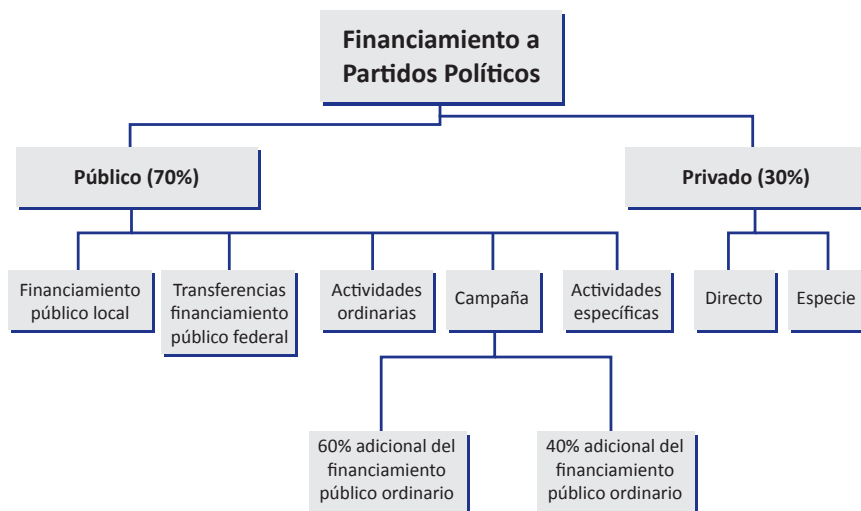 Financiamiento a
Partidos Políticos
Público (70%)
Privado (30%)
Financiamiento
público local
Transferencias
financiamiento
público federal
Actividades
ordinarias
Campaña
Actividades
específicas
Directo
Especie
60% adicional del
financiamiento
público ordinario
40% adicional del
financiamiento
público ordinario